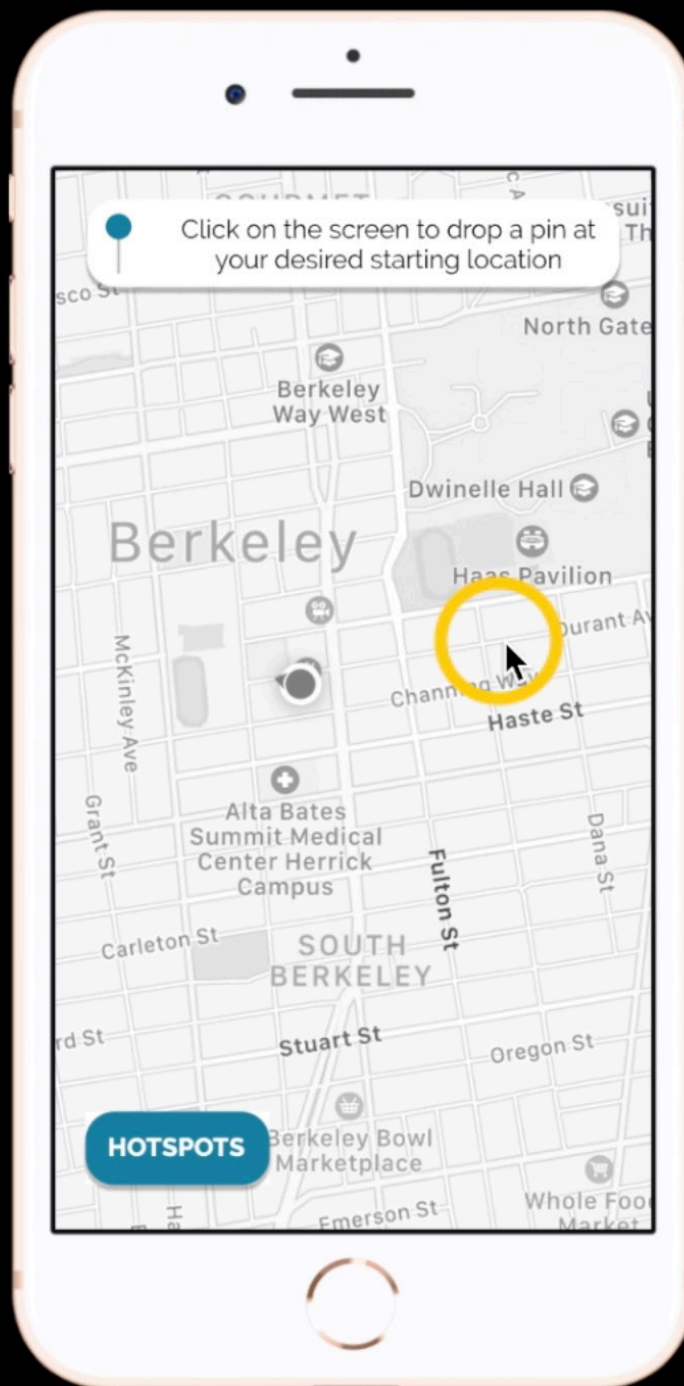 Click on the screen to drop a pin at
your desired starting location
North Gate
Berkeley
Way West
Dwinelle Hall
Berkeley
Haas Pavilion
Durant Av
McKinley Ave
Channing Way
Haste St
Alta Bates
Summit Medical
Center Herrick
Campus
Grant St
Fulton St
Dana St
Carleton St
SOUTH
BERKELEY
rd St
Stuart St
Oregon St
HOTSPOTS
Berkeley Bowl
Marketplace
Whole Foo
Market
Emerson St